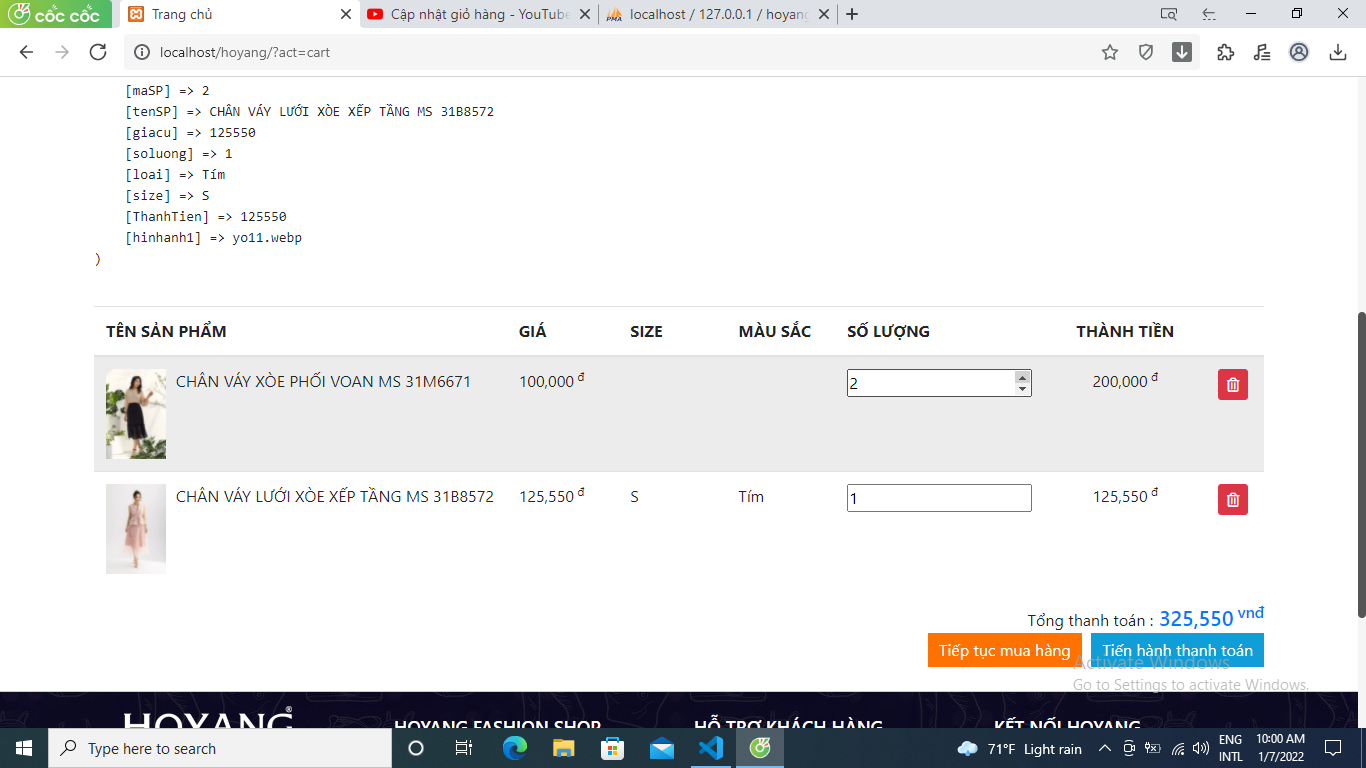 cốc cốc
Trang chủ
Cập nhật giỏ hàng - YouTube
localhost / 127.0.0.1 / hoyang
localhost/hoyang/?act=cart
[maSP] => 2
[tenSP] => CHÂN VÁY LƯỚI XÒE XẾP TẦNG MS 31B8572
[giacu] => 125550
[soluong] => 1
[loai] => Tím
[size] => S
[ThanhTien] => 125550
[hinhanh1] => yo11.webp
)
TÊN SẢN PHẨM GIÁ SIZE MÀU SẮC SỐ LƯỢNG THÀNH TIỀN
CHÂN VÁY XÒE PHỐI VOAN MS 31M6671 100,000 đ 2 200,000 đ
CHÂN VÁY LƯỚI XÒE XẾP TẦNG MS 31B8572 125,550 đ S Tím 1 125,550 đ
Tổng thanh toán : 325,550 vnđ
Tiếp tục mua hàng Tiến hành thanh toán
Activate Windows
Go to Settings to activate Windows.
HOYANG® HOYANG FASHION SHOP HỖ TRỢ KHÁCH HÀNG KẾT NỐI HOYANG
Type here to search
71°F Light rain
ENG
INTL
10:00 AM
1/7/2022